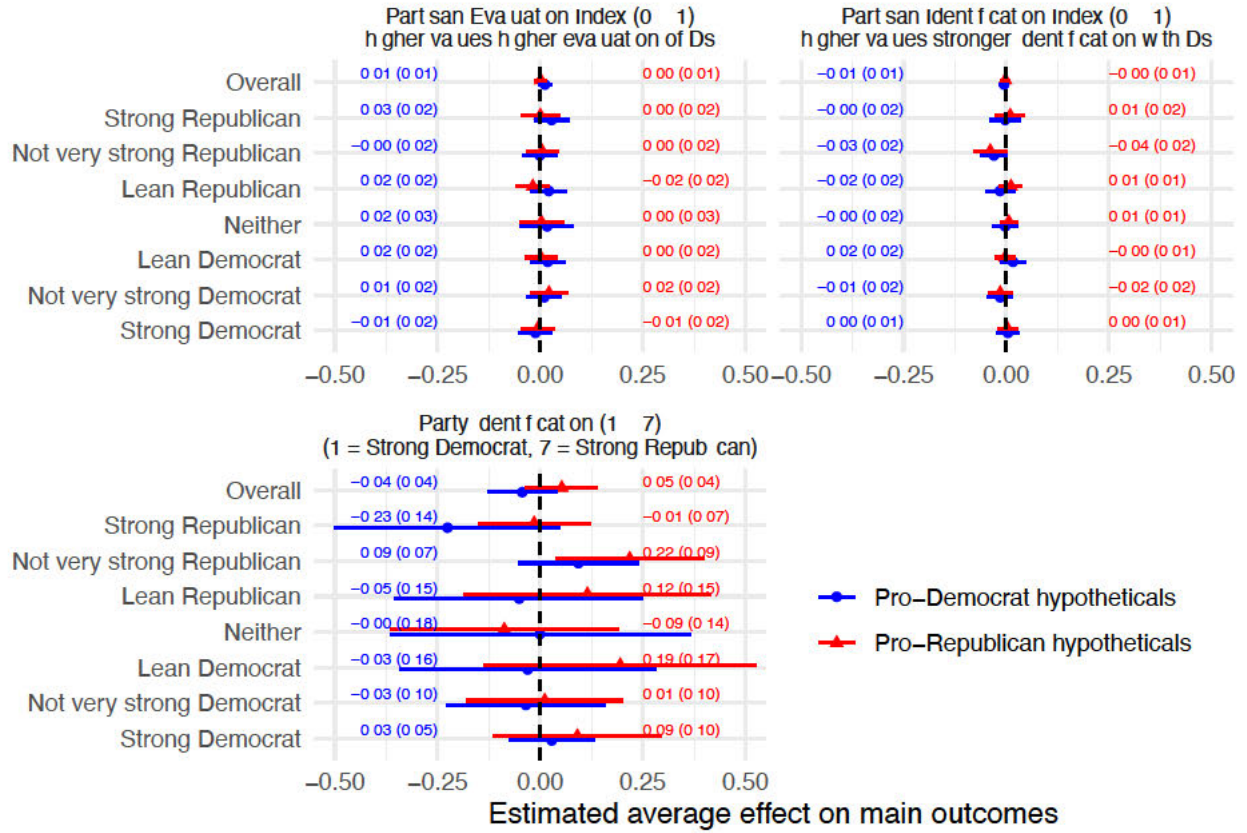 Part san Eva uat on Index (0 1)
h gher va ues h gher eva uat on of Ds
Overall 0 01 (0 01) 0 00 (0 01)
Strong Republican 0 03 (0 02) 0 00 (0 02)
Not very strong Republican −0 00 (0 02) 0 00 (0 02)
Lean Republican 0 02 (0 02) −0 02 (0 02)
Neither 0 02 (0 03) 0 00 (0 03)
Lean Democrat 0 02 (0 02) 0 00 (0 02)
Not very strong Democrat 0 01 (0 02) 0 02 (0 02)
Strong Democrat −0 01 (0 02) −0 01 (0 02)
−0.50 −0.25 0.00 0.25 0.50
Part san Ident f cat on Index (0 1)
h gher va ues stronger dent f cat on w th Ds
−0 01 (0 01) −0 00 (0 01)
−0 00 (0 02) 0 01 (0 02)
−0 03 (0 02) −0 04 (0 02)
−0 02 (0 02) 0 01 (0 01)
−0 00 (0 02) 0 01 (0 01)
0 02 (0 02) −0 00 (0 01)
−0 01 (0 02) −0 02 (0 02)
0 00 (0 01) 0 00 (0 01)
−0.50 −0.25 0.00 0.25 0.50
Party dent f cat on (1 7)
(1 = Strong Democrat, 7 = Strong Repub can)
Overall −0 04 (0 04) 0 05 (0 04)
Strong Republican −0 23 (0 14) −0 01 (0 07)
Not very strong Republican 0 09 (0 07) 0 22 (0 09)
Lean Republican −0 05 (0 15) 0 12 (0 15)
Neither −0 00 (0 18) −0 09 (0 14)
Lean Democrat −0 03 (0 16) 0 19 (0 17)
Not very strong Democrat −0 03 (0 10) 0 01 (0 10)
Strong Democrat 0 03 (0 05) 0 09 (0 10)
−0.50 −0.25 0.00 0.25 0.50
Pro−Democrat hypotheticals
Pro−Republican hypotheticals
Estimated average effect on main outcomes